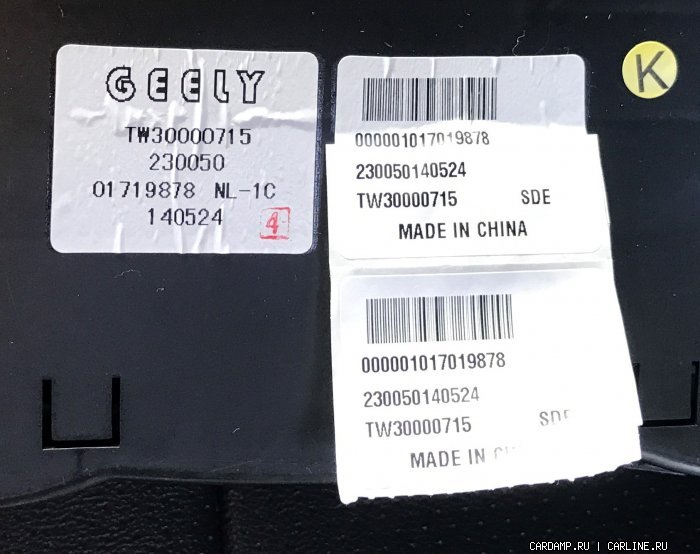 GEELY
TW30000715
230050
01719878 NL-1C
140524
4
000001017019878
230050140524
TW30000715 SDE
MADE IN CHINA
000001017019878
230050140524
TW30000715
MADE IN
K
CARDAMP.RU | CARLINE.RU